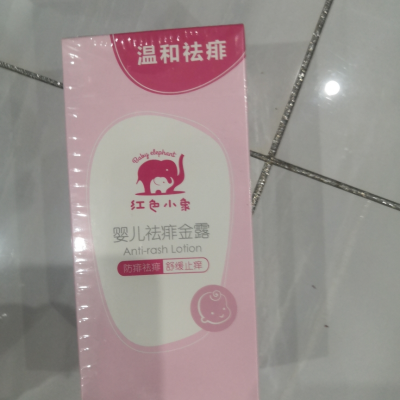 温和祛痱
Baby elephant
红色小象
婴儿祛痱金露
Anti-rash Lotion
防痱祛痱 舒缓止痒